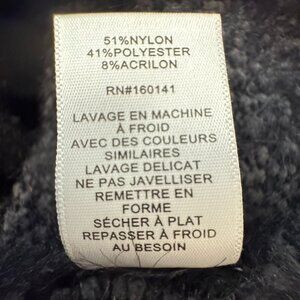 51%NYLON
41%POLYESTER
8%ACRILON
RN#160141
LAVAGE EN MACHINE
À FROID
AVEC DES COULEURS
SIMILAIRES
LAVAGE DELICAT
NE PAS JAVELLISER
REMETTRE EN
FORME
SÉCHER À PLAT
REPASSER À FROID
AU BESOIN